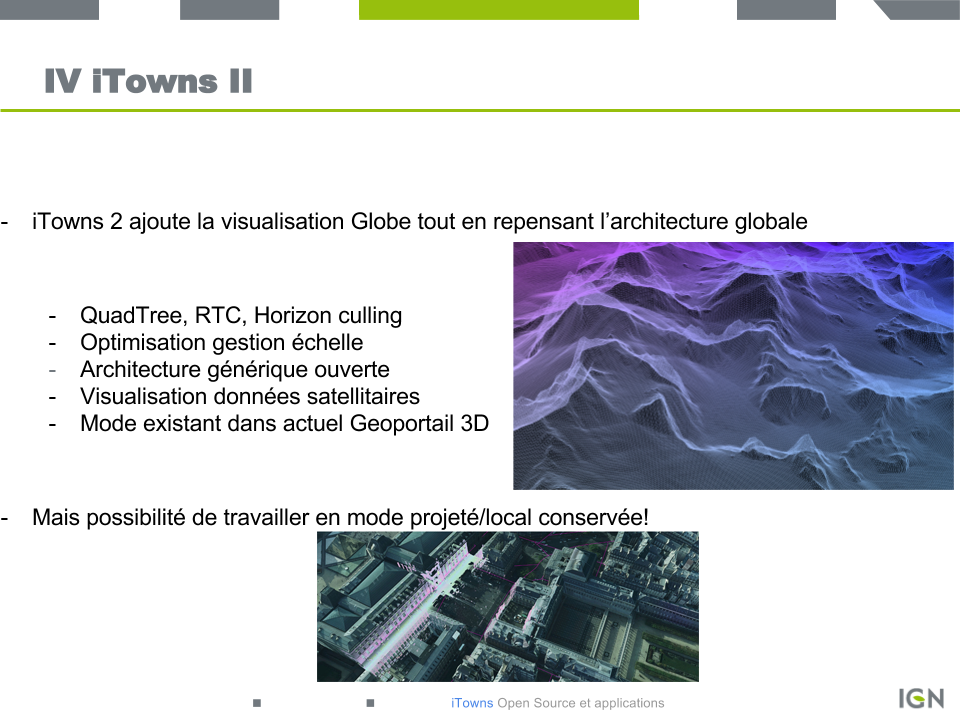 IV iTowns II
- iTowns 2 ajoute la visualisation Globe tout en repensant l’architecture globale
- QuadTree, RTC, Horizon culling
- Optimisation gestion échelle
- Architecture générique ouverte
- Visualisation données satellitaires
- Mode existant dans actuel Geoportail 3D
- Mais possibilité de travailler en mode projeté/local conservée!
iTowns Open Source et applications
IGN